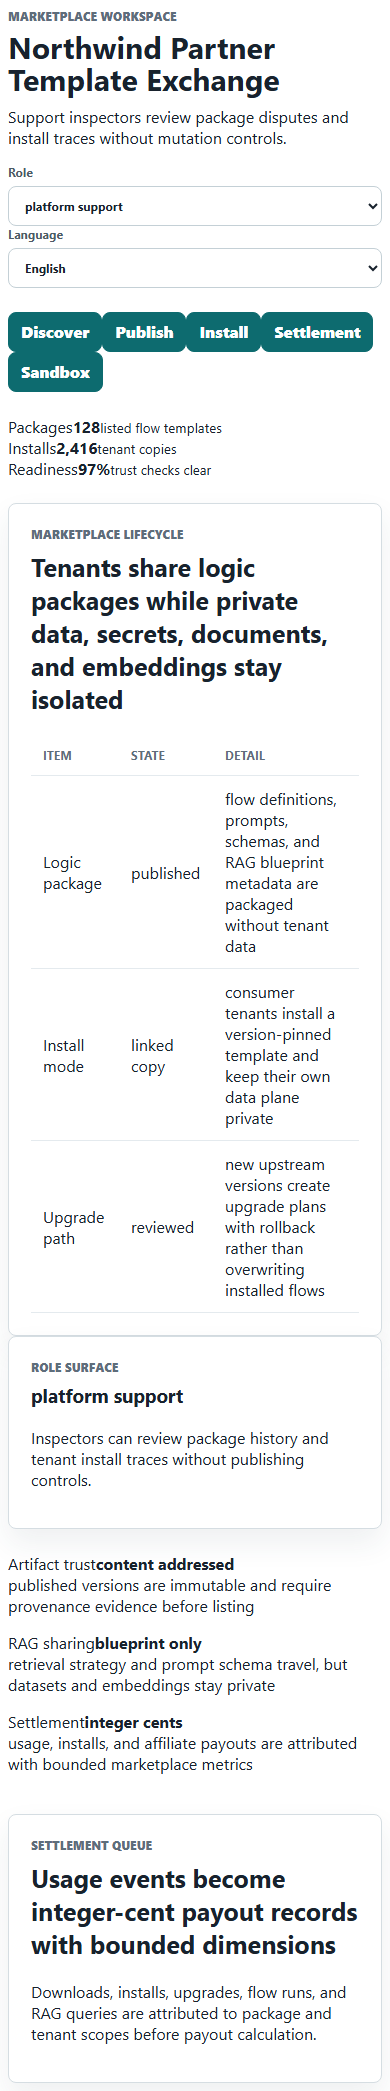 MARKETPLACE WORKSPACE
Northwind Partner
Template Exchange
Support inspectors review package disputes and
install traces without mutation controls.
Role
platform support
Language
English
Discover Publish Install Settlement
Sandbox
Packages128listed flow templates
Installs2,416tenant copies
Readiness97%trust checks clear
MARKETPLACE LIFECYCLE
Tenants share logic
packages while private
data, secrets, documents,
and embeddings stay
isolated
ITEM STATE DETAIL
Logic package published flow definitions, prompts, schemas, and RAG blueprint metadata are packaged without tenant data
Install mode linked copy consumer tenants install a version-pinned template and keep their own data plane private
Upgrade path reviewed new upstream versions create upgrade plans with rollback rather than overwriting installed flows
ROLE SURFACE
platform support
Inspectors can review package history and
tenant install traces without publishing
controls.
Artifact trustcontent addressed
published versions are immutable and require
provenance evidence before listing
RAG sharingblueprint only
retrieval strategy and prompt schema travel, but
datasets and embeddings stay private
Settlementinteger cents
usage, installs, and affiliate payouts are attributed
with bounded marketplace metrics
SETTLEMENT QUEUE
Usage events become
integer-cent payout records
with bounded dimensions
Downloads, installs, upgrades, flow runs, and
RAG queries are attributed to package and
tenant scopes before payout calculation.